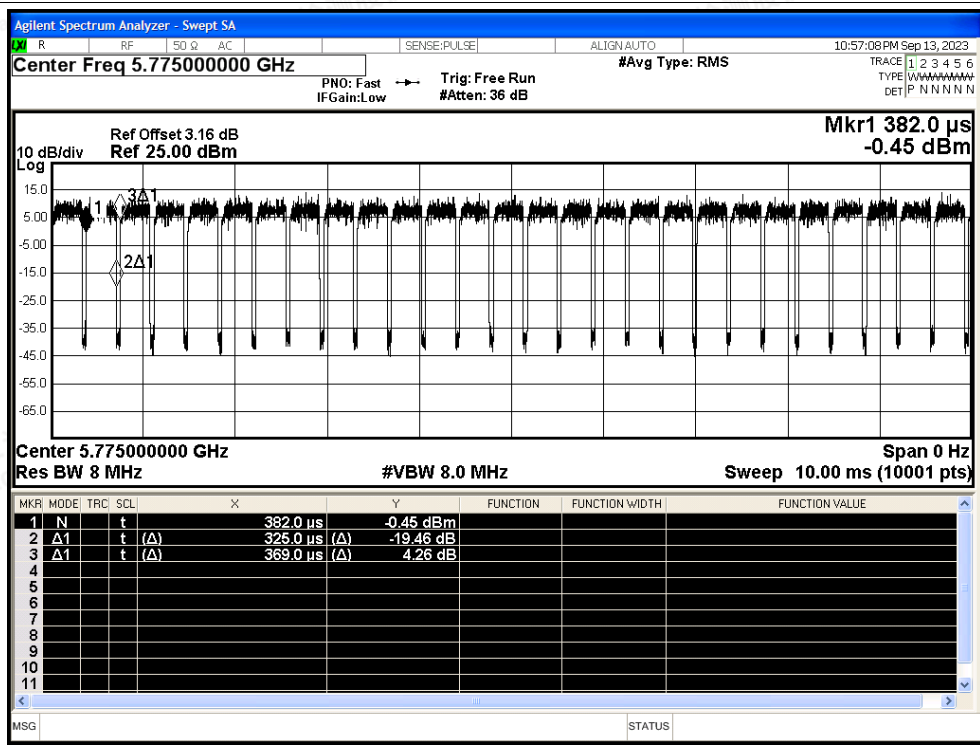 Agilent Spectrum Analyzer - Swept SA
LXI R RF 50 Ω AC SENSE:PULSE ALIGN AUTO 10:57:08 PM Sep 13, 2023
Center Freq 5.775000000 GHz #Avg Type: RMS TRACE 1 2 3 4 5 6
PNO: Fast Trig: Free Run TYPE
IFGain:Low #Atten: 36 dB DET P N N N N N
Mkr1 382.0 µs
Ref Offset 3.16 dB
10 dB/div Ref 25.00 dBm -0.45 dBm
Log
15.0
3Δ1
1
5.00
-5.00
2Δ1
-15.0
-25.0
-35.0
-45.0
-55.0
-65.0
Center 5.775000000 GHz Span 0 Hz
Res BW 8 MHz #VBW 8.0 MHz Sweep 10.00 ms (10001 pts)
MKR MODE TRC SCL X Y FUNCTION FUNCTION WIDTH FUNCTION VALUE
1 N t 382.0 µs -0.45 dBm
2 Δ1 t (Δ) 325.0 µs (Δ) -19.46 dB
3 Δ1 t (Δ) 369.0 µs (Δ) 4.26 dB
4
5
6
7
8
9
10
11
MSG STATUS